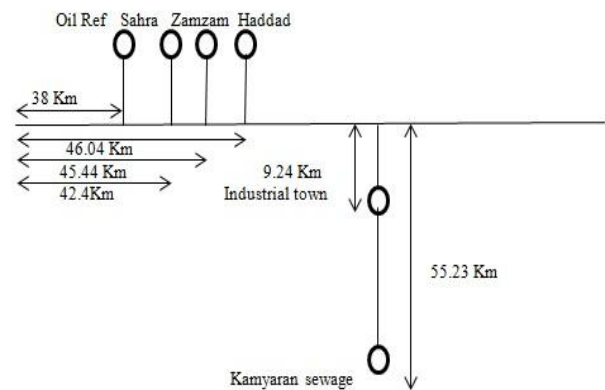 Oil Ref Sahra Zamzam Haddad
38 Km
46.04 Km
45.44 Km
42.4Km
9.24 Km
Industrial town
55.23 Km
Kamyaran sewage